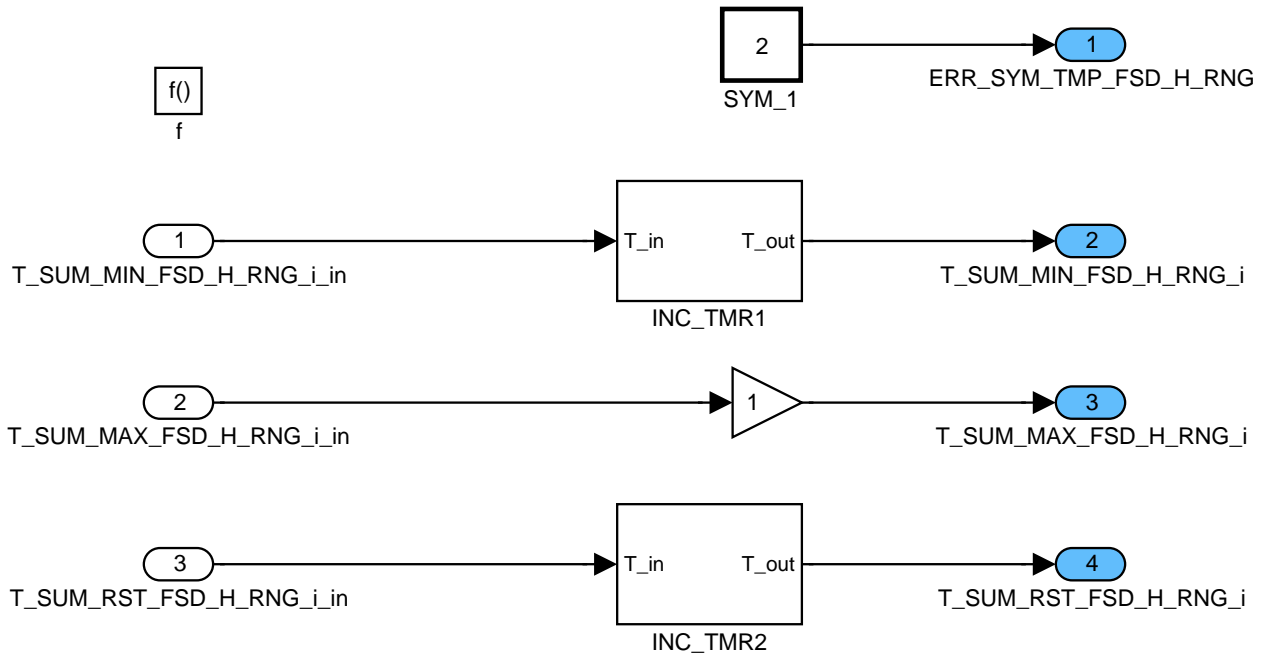 2
1
SYM_1
ERR_SYM_TMP_FSD_H_RNG
f()
f
1
T_in
T_out
2
T_SUM_MIN_FSD_H_RNG_i_in
INC_TMR1
T_SUM_MIN_FSD_H_RNG_i
2
1
3
T_SUM_MAX_FSD_H_RNG_i_in
T_SUM_MAX_FSD_H_RNG_i
3
T_in
T_out
4
T_SUM_RST_FSD_H_RNG_i_in
INC_TMR2
T_SUM_RST_FSD_H_RNG_i